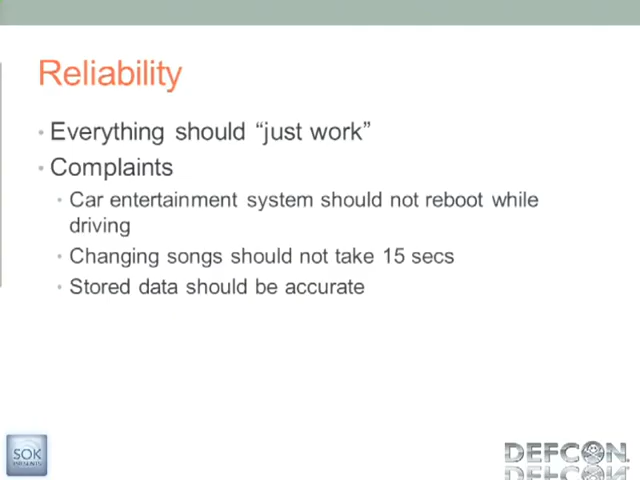 Reliability
• Everything should “just work”
• Complaints
• Car entertainment system should not reboot while
driving
• Changing songs should not take 15 secs
• Stored data should be accurate
SOK
PRESENTS
DEFCON